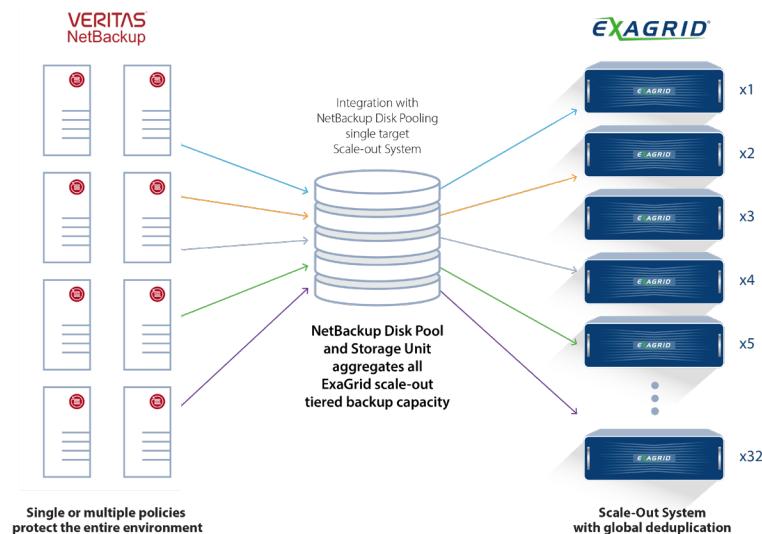 VERITAS
NetBackup
EXAGRID
Integration with
NetBackup Disk Pooling
single target
Scale-out System
EXAGRID
x1
EXAGRID
x2
EXAGRID
x3
EXAGRID
x4
EXAGRID
x5
EXAGRID
x32
NetBackup Disk Pool
and Storage Unit
aggregates all
ExaGrid scale-out
tiered backup capacity
Single or multiple policies
protect the entire environment
Scale-Out System
with global deduplication